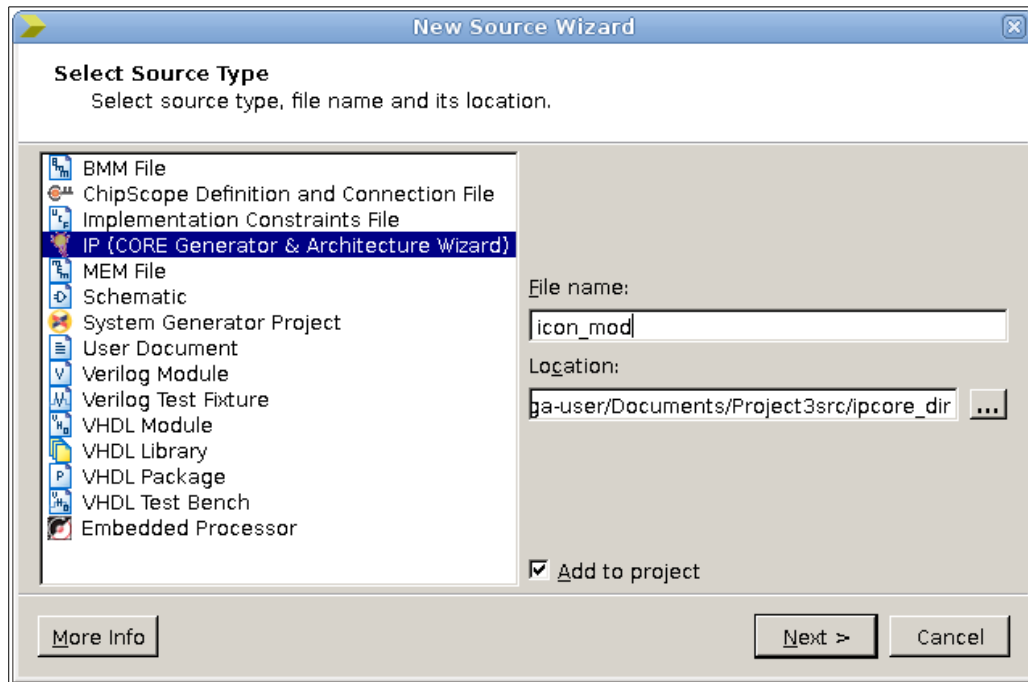 New Source Wizard
Select Source Type
Select source type, file name and its location.
BMM File
ChipScope Definition and Connection File
Implementation Constraints File
IP (CORE Generator & Architecture Wizard)
MEM File
Schematic
System Generator Project
User Document
Verilog Module
Verilog Test Fixture
VHDL Module
VHDL Library
VHDL Package
VHDL Test Bench
Embedded Processor
File name:
icon_mod
Location:
ga-user/Documents/Project3src/ipcore_dir
...
Add to project
More Info
Next >
Cancel